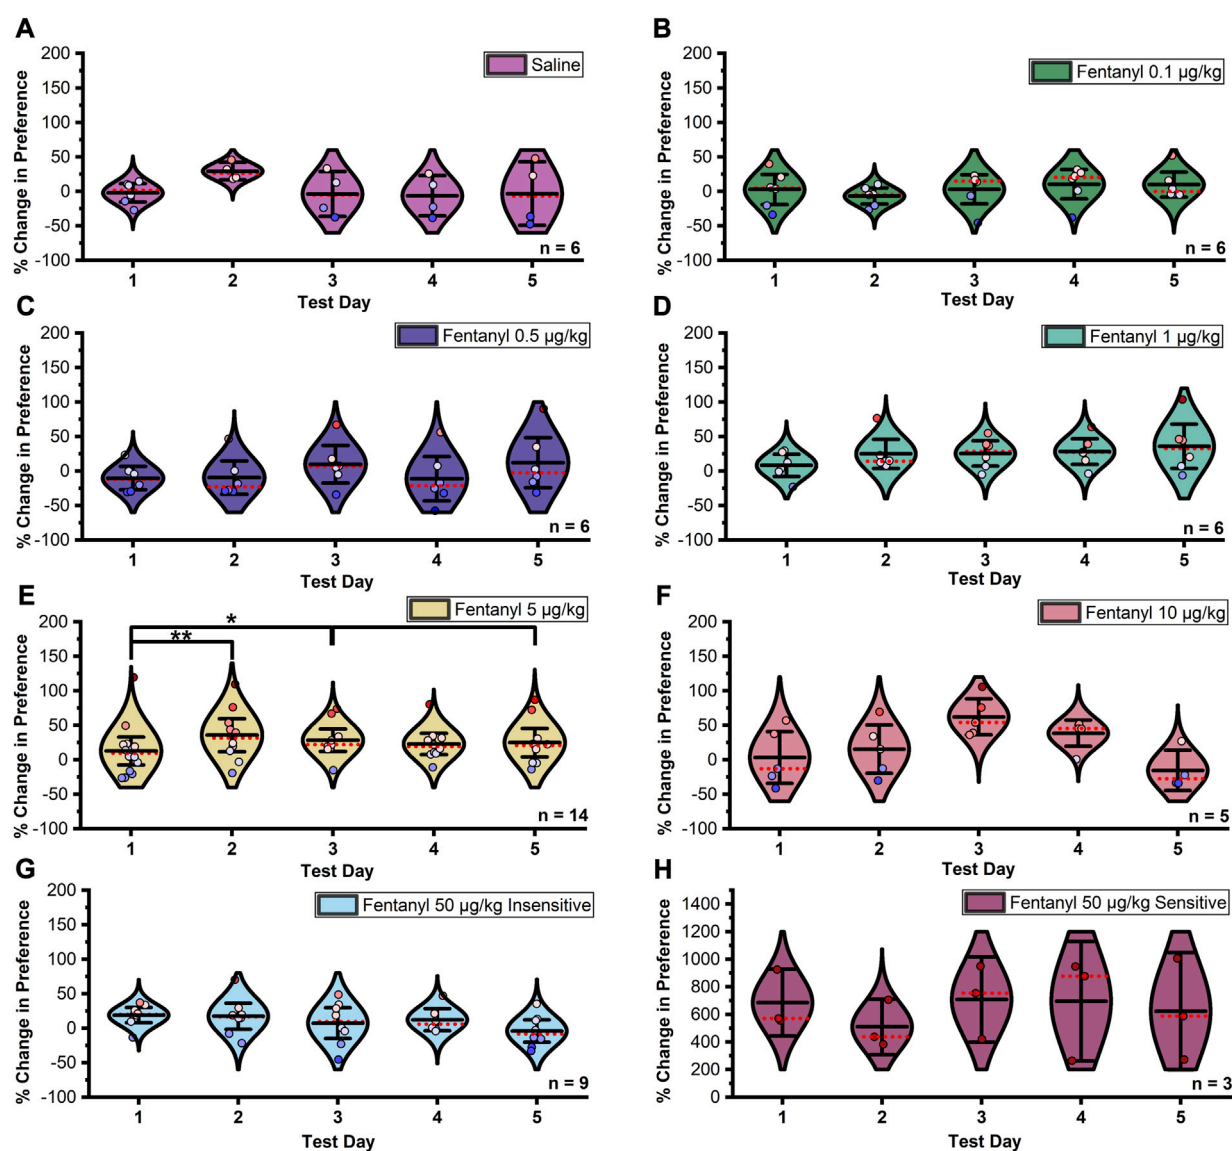 A
% Change in Preference
200
150
100
50
0
-50
-100
Saline
n = 6
1 2 3 4 5
Test Day
B
% Change in Preference
200
150
100
50
0
-50
-100
Fentanyl 0.1 µg/kg
n = 6
1 2 3 4 5
Test Day
C
% Change in Preference
200
150
100
50
0
-50
-100
Fentanyl 0.5 µg/kg
n = 6
1 2 3 4 5
Test Day
D
% Change in Preference
200
150
100
50
0
-50
-100
Fentanyl 1 µg/kg
n = 6
1 2 3 4 5
Test Day
E
% Change in Preference
200
150
100
50
0
-50
-100
Fentanyl 5 µg/kg
*
**
n = 14
1 2 3 4 5
Test Day
F
% Change in Preference
200
150
100
50
0
-50
-100
Fentanyl 10 µg/kg
n = 5
1 2 3 4 5
Test Day
G
% Change in Preference
200
150
100
50
0
-50
-100
Fentanyl 50 µg/kg Insensitive
n = 9
1 2 3 4 5
Test Day
H
% Change in Preference
1400
1200
1000
800
600
400
200
0
Fentanyl 50 µg/kg Sensitive
n = 3
1 2 3 4 5
Test Day